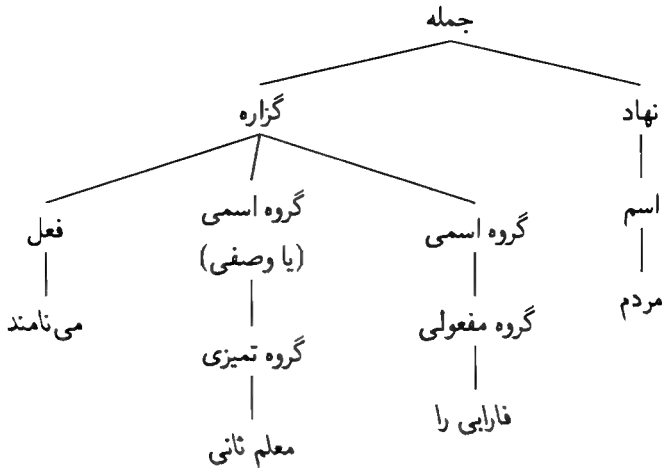 جمله
نهاد
گزاره
اسم
گروه اسمی
گروه اسمی
(یا وصفی)
فعل
مردم
گروه مفعولی
گروه تمیزی
می‌نامند
فارابی را
معلم ثانی